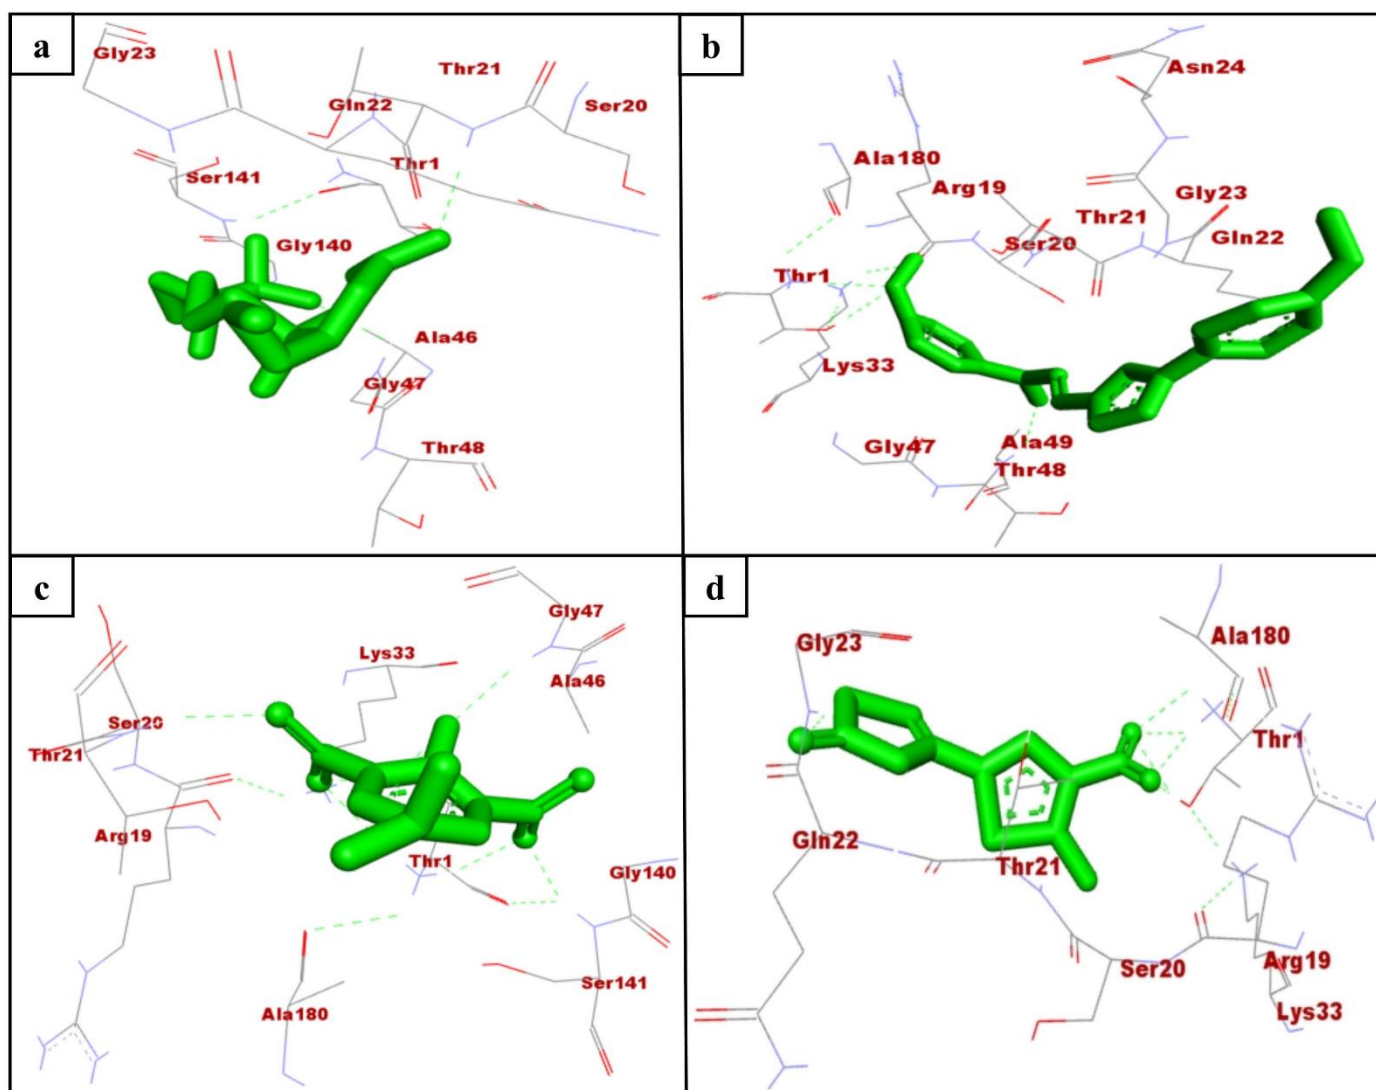 a
Gly23
Thr21
Gln22
Ser20
Thr1
Ser141
Gly140
Ala46
Gly47
Thr48
b
Asn24
Ala180
Arg19
Gly23
Thr21
Ser20
Gln22
Thr1
Lys33
Gly47
Ala49
Thr48
c
Gly47
Lys33
Ala46
Ser20
Thr21
Arg19
Thr1
Gly140
Ser141
Ala180
d
Ala180
Gly23
Thr1
Gln22
Thr21
Ser20
Arg19
Lys33